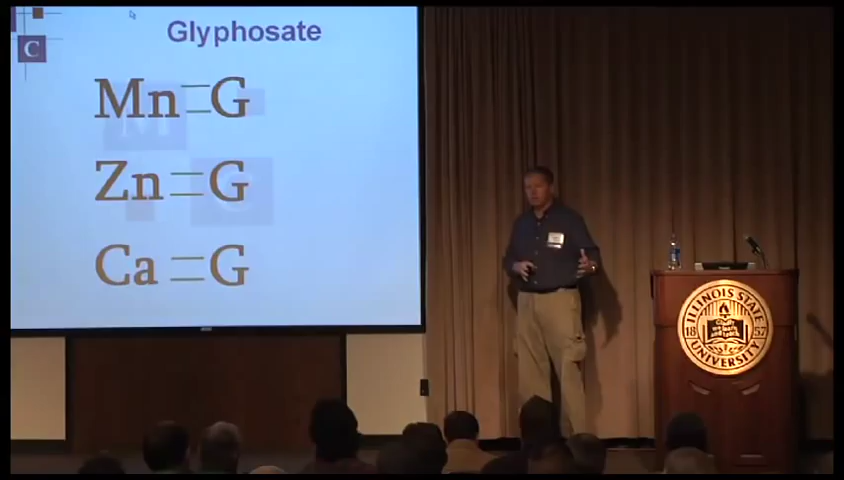 C
Glyphosate
Mn=G
Zn=G
Ca=G
ILLINOIS STATE
18 57
UNIVERSITY